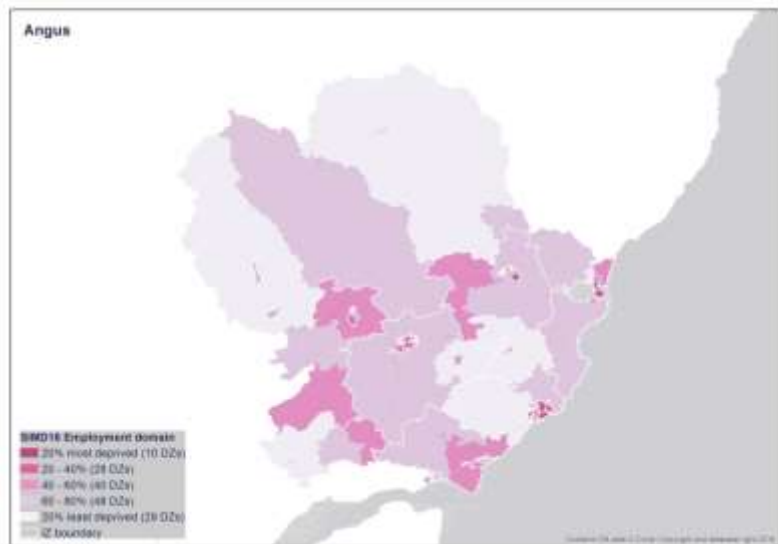 Angus
SIMD16 Employment domain
20% most deprived (10 DZs)
20 - 40% (28 DZs)
40 - 60% (40 DZs)
60 - 80% (48 DZs)
20% least deprived (29 DZs)
IZ boundary